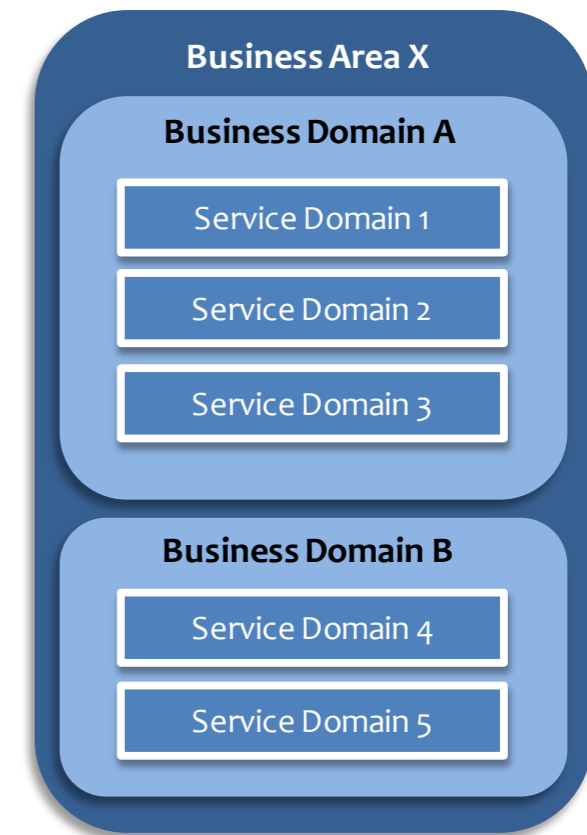 Business Area X
Business Domain A
Service Domain 1
Service Domain 2
Service Domain 3
Business Domain B
Service Domain 4
Service Domain 5